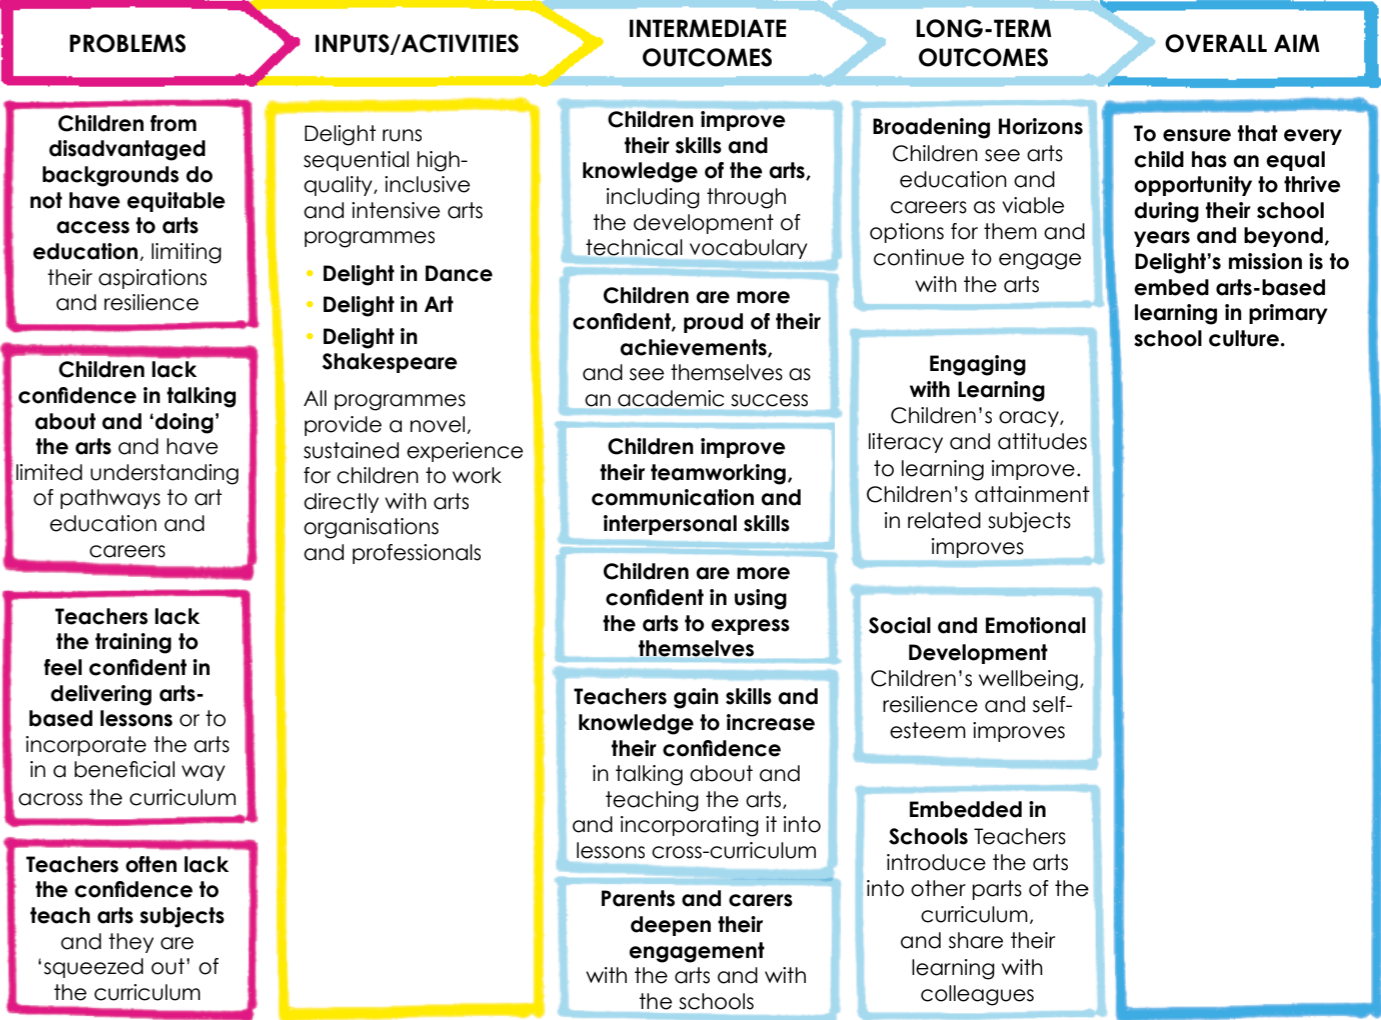 PROBLEMS
INPUTS/ACTIVITIES
INTERMEDIATE
OUTCOMES
LONG-TERM
OUTCOMES
OVERALL AIM
Children from
disadvantaged
backgrounds do
not have equitable
access to arts
education, limiting
their aspirations
and resilience
Children lack
confidence in talking
about and ‘doing’
the arts and have
limited understanding
of pathways to art
education and
careers
Teachers lack
the training to
feel confident in
delivering arts-
based lessons or to
incorporate the arts
in a beneficial way
across the curriculum
Teachers often lack
the confidence to
teach arts subjects
and they are
‘squeezed out’ of
the curriculum
Delight runs
sequential high-
quality, inclusive
and intensive arts
programmes
• Delight in Dance
• Delight in Art
• Delight in
Shakespeare
All programmes
provide a novel,
sustained experience
for children to work
directly with arts
organisations
and professionals
Children improve
their skills and
knowledge of the arts,
including through
the development of
technical vocabulary
Children are more
confident, proud of their
achievements,
and see themselves as
an academic success
Children improve
their teamworking,
communication and
interpersonal skills
Children are more
confident in using
the arts to express
themselves
Teachers gain skills and
knowledge to increase
their confidence
in talking about and
teaching the arts,
and incorporating it into
lessons cross-curriculum
Parents and carers
deepen their
engagement
with the arts and with
the schools
Broadening Horizons
Children see arts
education and
careers as viable
options for them and
continue to engage
with the arts
Engaging
with Learning
Children’s oracy,
literacy and attitudes
to learning improve.
Children’s attainment
in related subjects
improves
Social and Emotional
Development
Children’s wellbeing,
resilience and self-
esteem improves
Embedded in
Schools Teachers
introduce the arts
into other parts of the
curriculum,
and share their
learning with
colleagues
To ensure that every
child has an equal
opportunity to thrive
during their school
years and beyond,
Delight’s mission is to
embed arts-based
learning in primary
school culture.